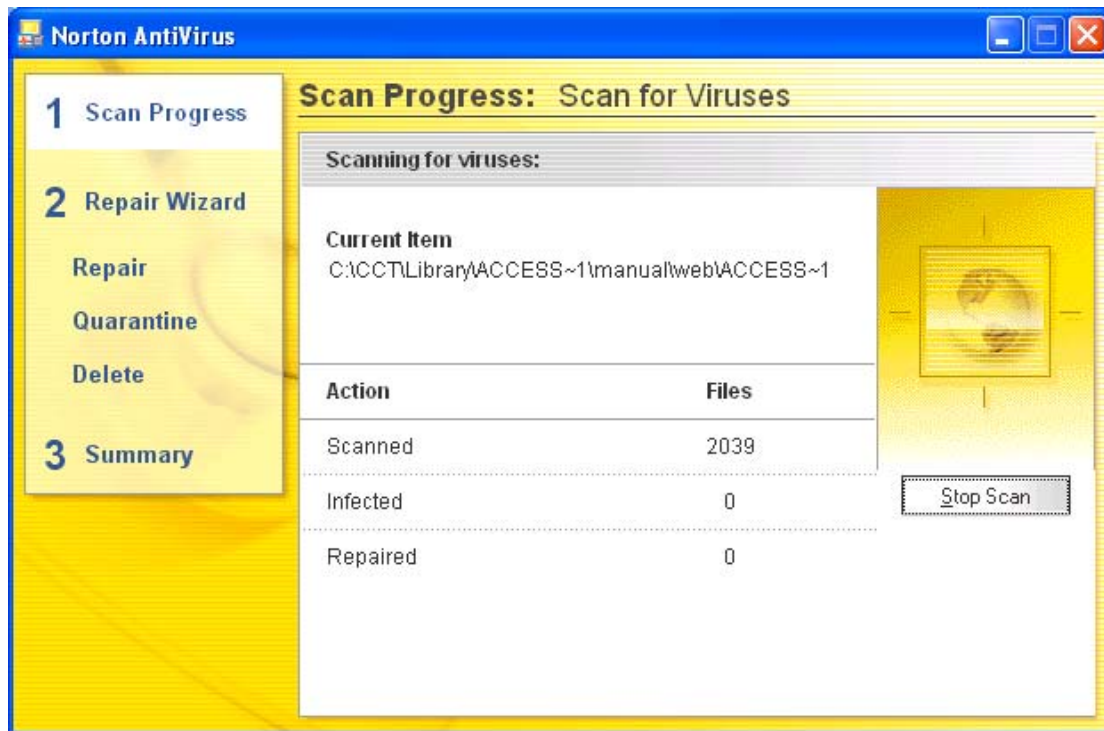 Norton AntiVirus
1 Scan Progress
2 Repair Wizard
Repair
Quarantine
Delete
3 Summary
Scan Progress: Scan for Viruses
Scanning for viruses:
Current Item
C:\CCT\Library\ACCESS~1\manual\web\ACCESS~1
Action Files
Scanned 2039
Infected 0
Repaired 0
Stop Scan